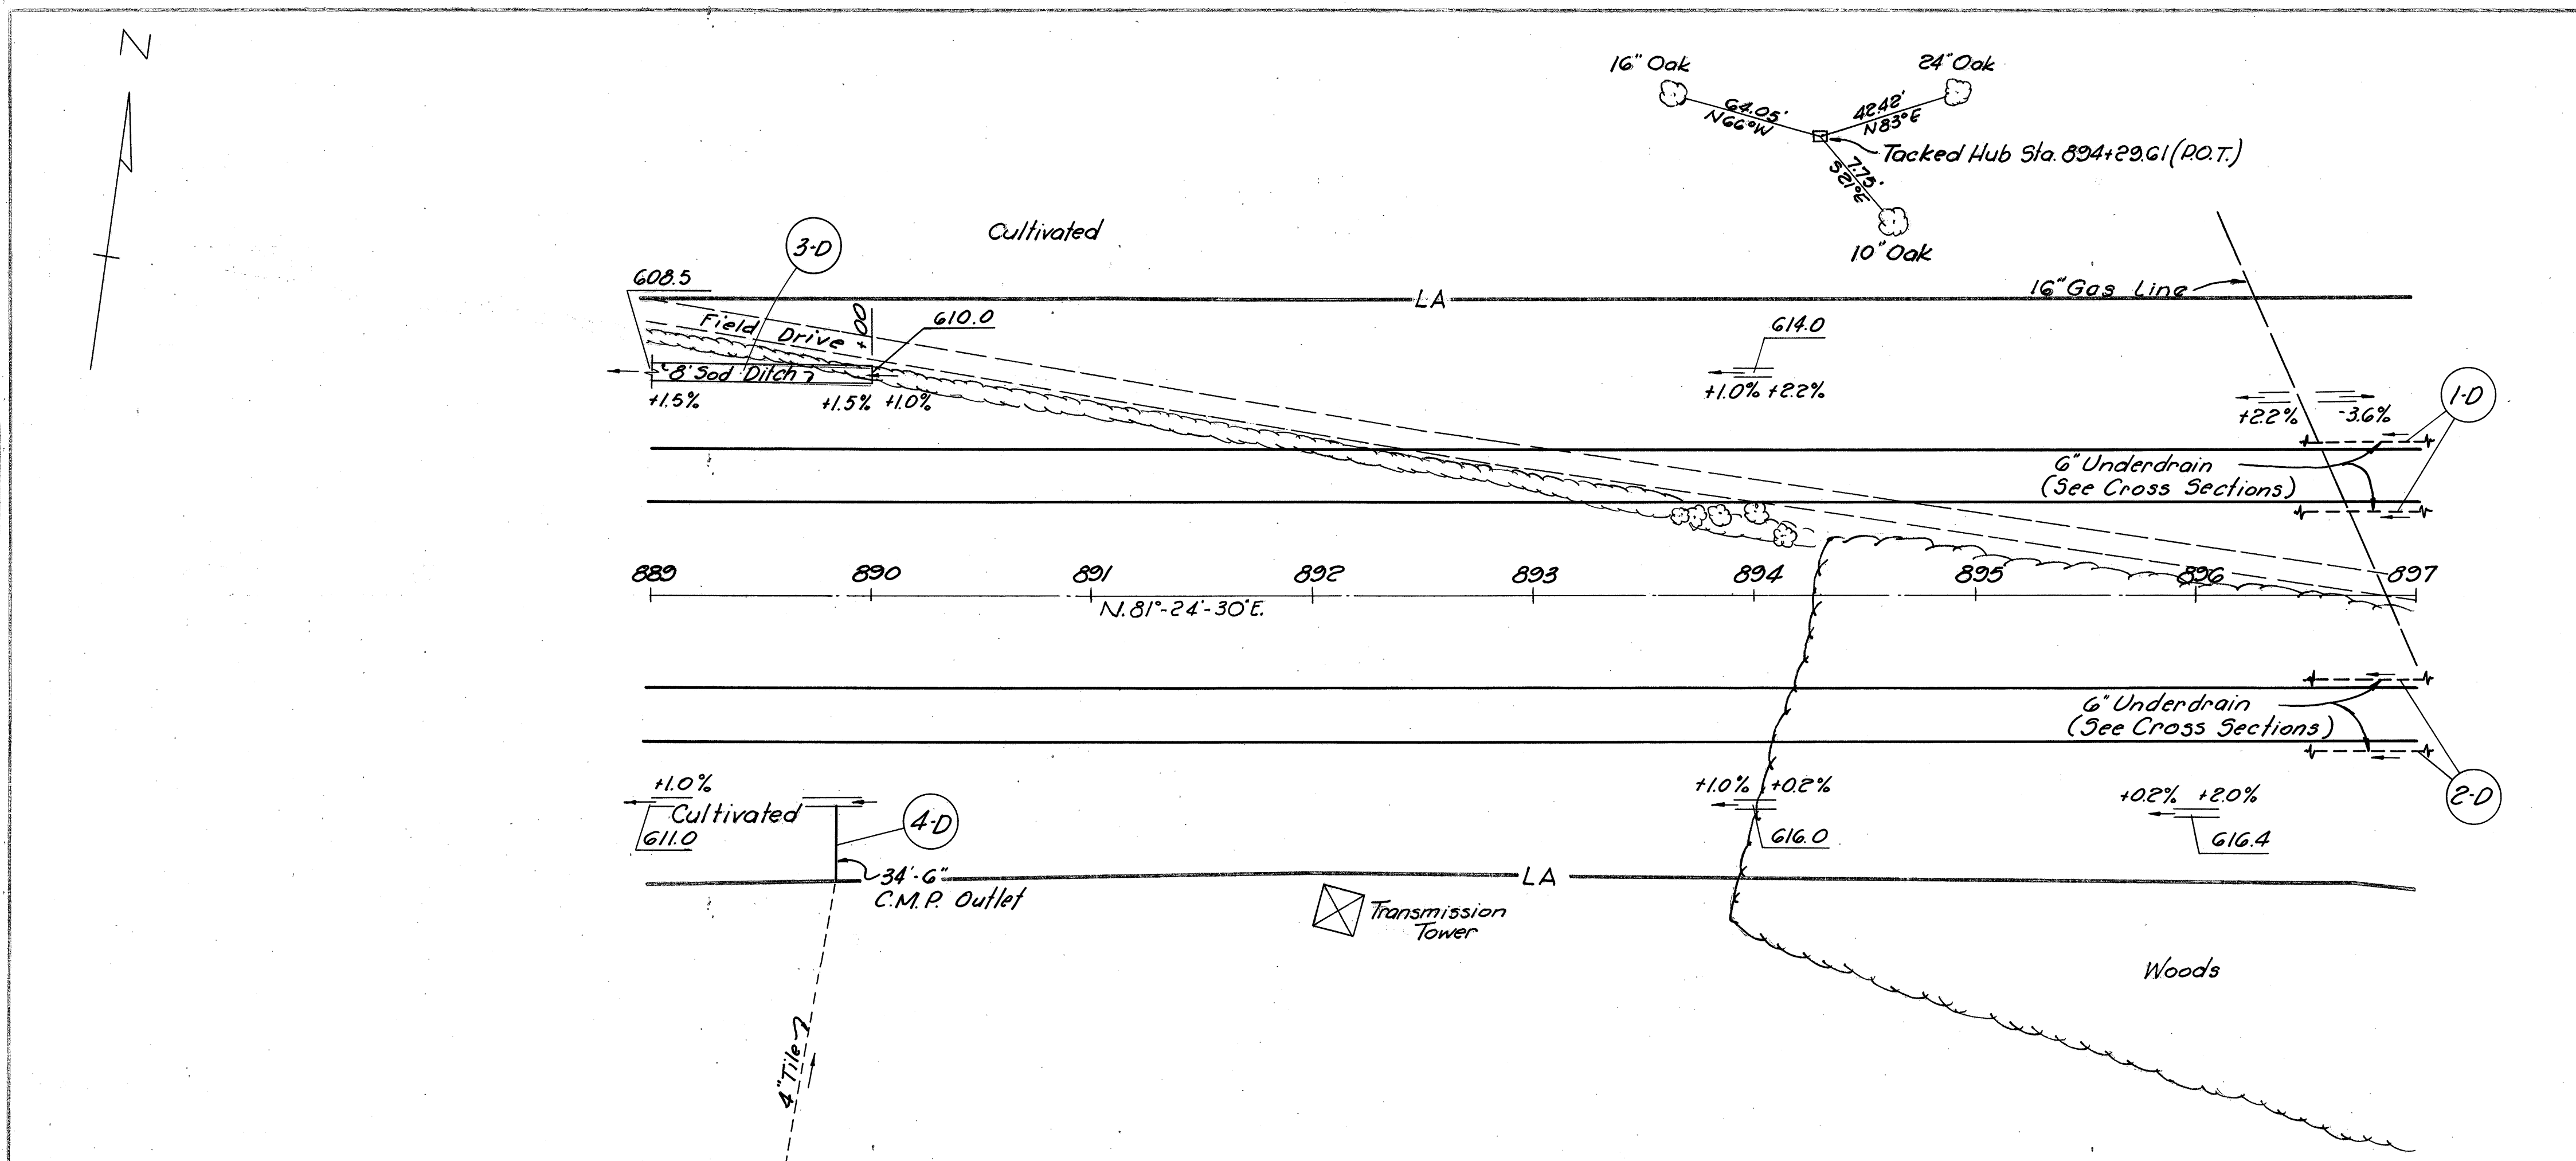 N
16" Oak
24" Oak
64.05'
N66°W
42.42'
N83°E
Tacked Hub Sta. 894+29.61 (P.O.T.)
7.75'
S21°E
10" Oak
Cultivated
3-D
608.5
LA
16" Gas Line
Field Drive
+00
610.0
614.0
8' Sod Ditch
+1.5%
+1.5% +1.0%
+1.0% +2.2%
+2.2% -3.6%
1-D
6" Underdrain
(See Cross Sections)
889 890 891 892 893 894 895 896 897
N.81°-24'-30"E.
6" Underdrain
(See Cross Sections)
+1.0%
Cultivated
611.0
4-D
+1.0% +0.2%
616.0
+0.2% +2.0%
616.4
2-D
34'-6"
C.M.P. Outlet
LA
Transmission
Tower
Woods
4" Tile